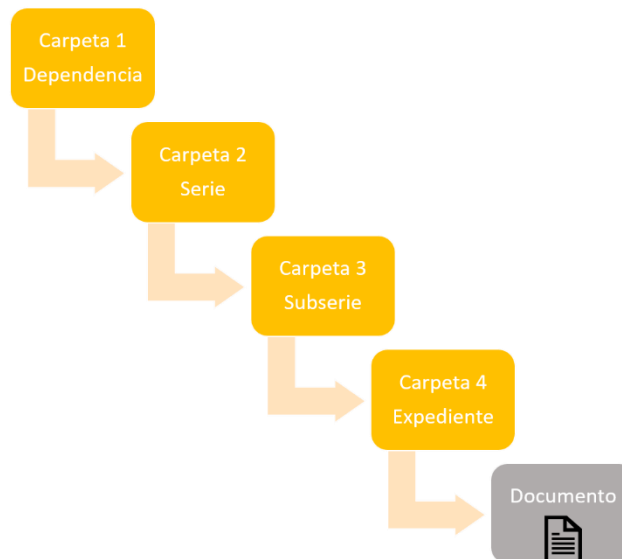 Carpeta 1
Dependencia
Carpeta 2
Serie
Carpeta 3
Subserie
Carpeta 4
Expediente
Documento